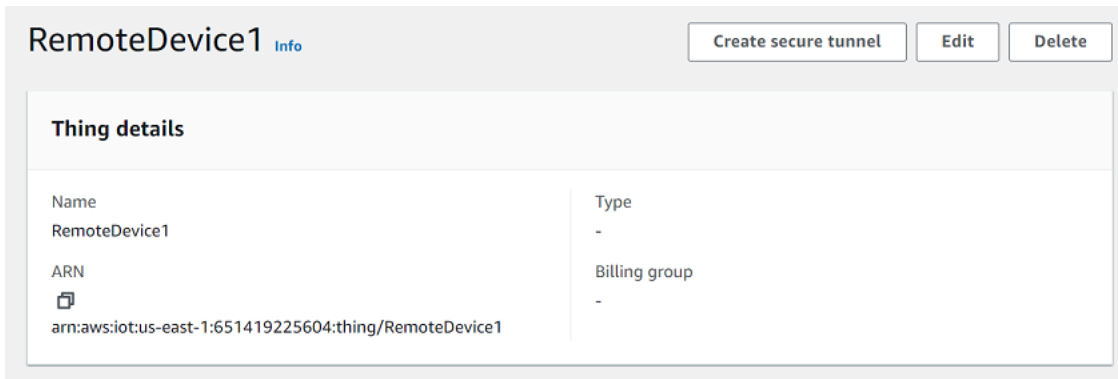 RemoteDevice1 Info
Create secure tunnel
Edit
Delete
Thing details
Name
RemoteDevice1
ARN
arn:aws:iot:us-east-1:651419225604:thing/RemoteDevice1
Type
-
Billing group
-